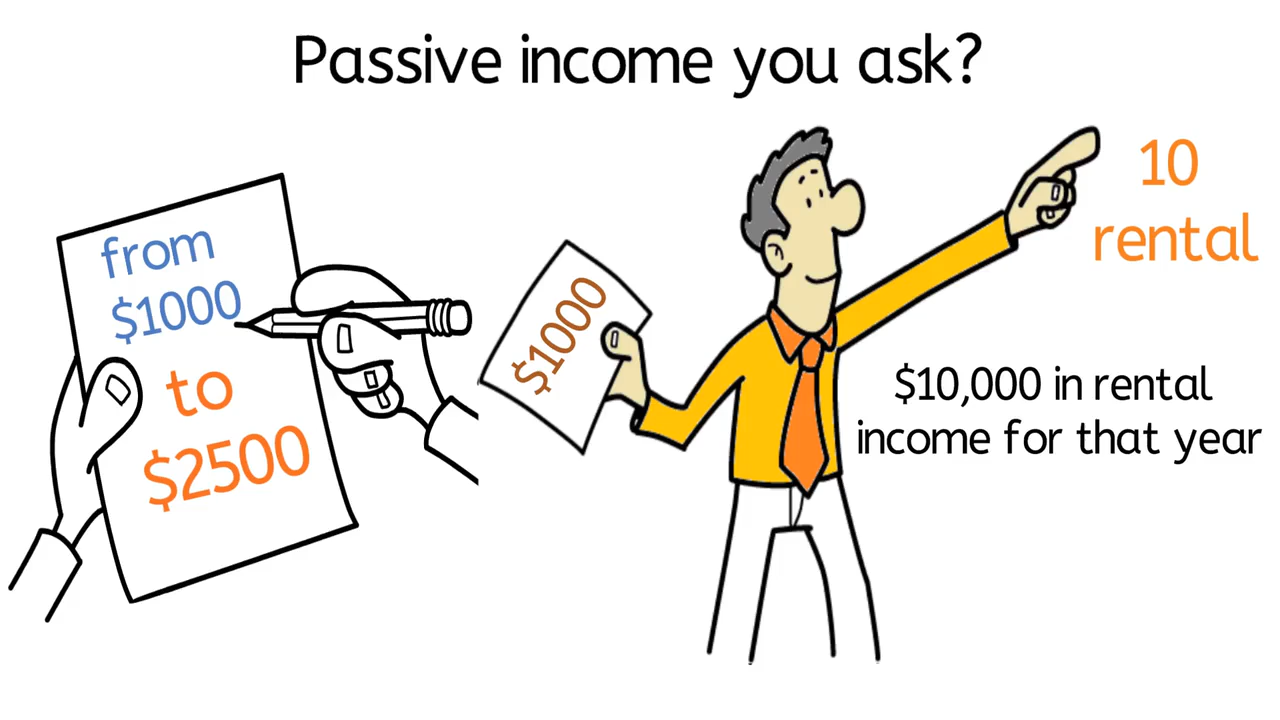 Passive income you ask?
from
$1000
to
$2500
$1000
10
rental
$10,000 in rental
income for that year